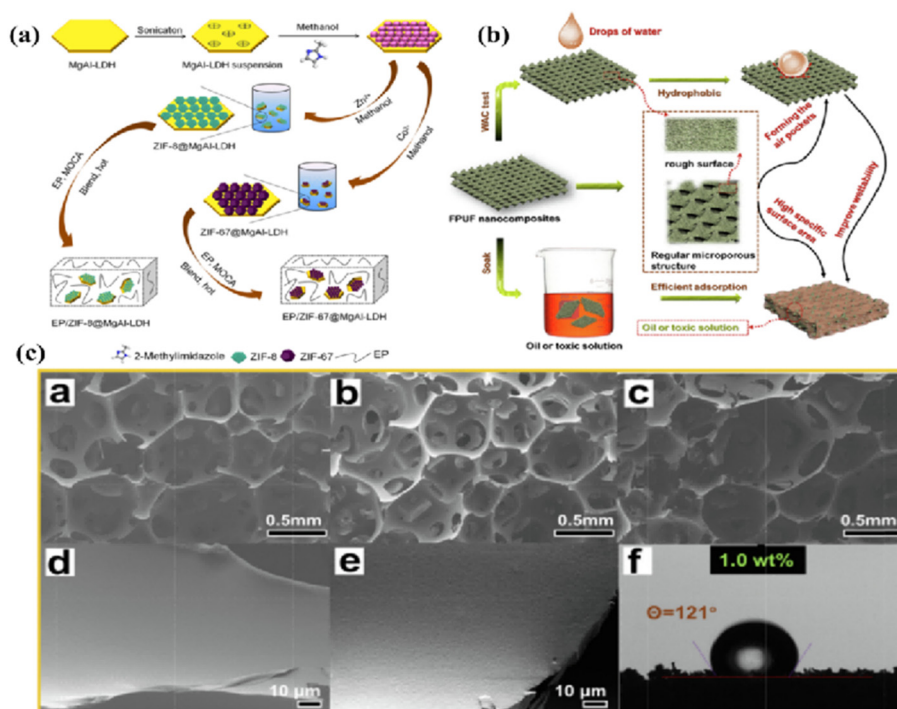 (a)
Sonicaton
Methanol
MgAl-LDH
MgAl-LDH suspension
Zn²⁺
Methanol
Co²⁺
Methanol
ZIF-8@MgAl-LDH
EP, MOCA
Blend, hot
ZIF-67@MgAl-LDH
EP, MOCA
Blend, hot
EP/ZIF-8@MgAl-LDH
EP/ZIF-67@MgAl-LDH
2-Methylimidazole
ZIF-8
ZIF-67
EP
(b)
Drops of water
WAC test
Hydrophobic
Forming the
air pockets
rough surface
FPUF nanocomposites
Regular microporous
structure
High specific
surface area
Improve wettability
Soak
Efficient adsorption
Oil or toxic solution
Oil or toxic solution
(c)
a
0.5mm
b
0.5mm
c
0.5mm
d
10 μm
e
10 μm
f
1.0 wt%
Θ=121°